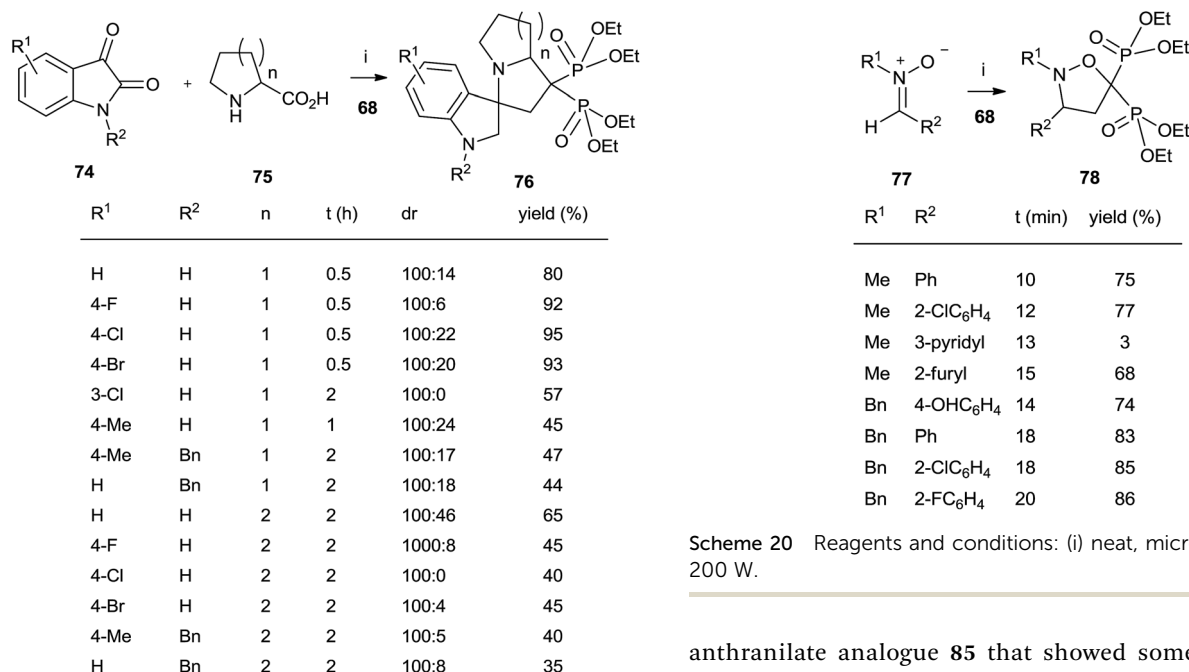 R¹ O O N R² + ( ) n N H CO₂H i 68 R¹ ( ) n N N R² O P OEt OEt P O OEt OEt
74 75 76
R¹ R² n t (h) dr yield (%)
H H 1 0.5 100:14 80
4-F H 1 0.5 100:6 92
4-Cl H 1 0.5 100:22 95
4-Br H 1 0.5 100:20 93
3-Cl H 1 2 100:0 57
4-Me H 1 1 100:24 45
4-Me Bn 1 2 100:17 47
H Bn 1 2 100:18 44
H H 2 2 100:46 65
4-F H 2 2 1000:8 45
4-Cl H 2 2 100:0 40
4-Br H 2 2 100:4 45
4-Me Bn 2 2 100:5 40
H Bn 2 2 100:8 35
R¹ N + O − H R² i 68 R¹ N O R² O P OEt OEt O P OEt OEt
77 78
R¹ R² t (min) yield (%)
Me Ph 10 75
Me 2-ClC₆H₄ 12 77
Me 3-pyridyl 13 3
Me 2-furyl 15 68
Bn 4-OHC₆H₄ 14 74
Bn Ph 18 83
Bn 2-ClC₆H₄ 18 85
Bn 2-FC₆H₄ 20 86
Scheme 20 Reagents and conditions: (i) neat, micr
200 W.
anthranilate analogue 85 that showed some